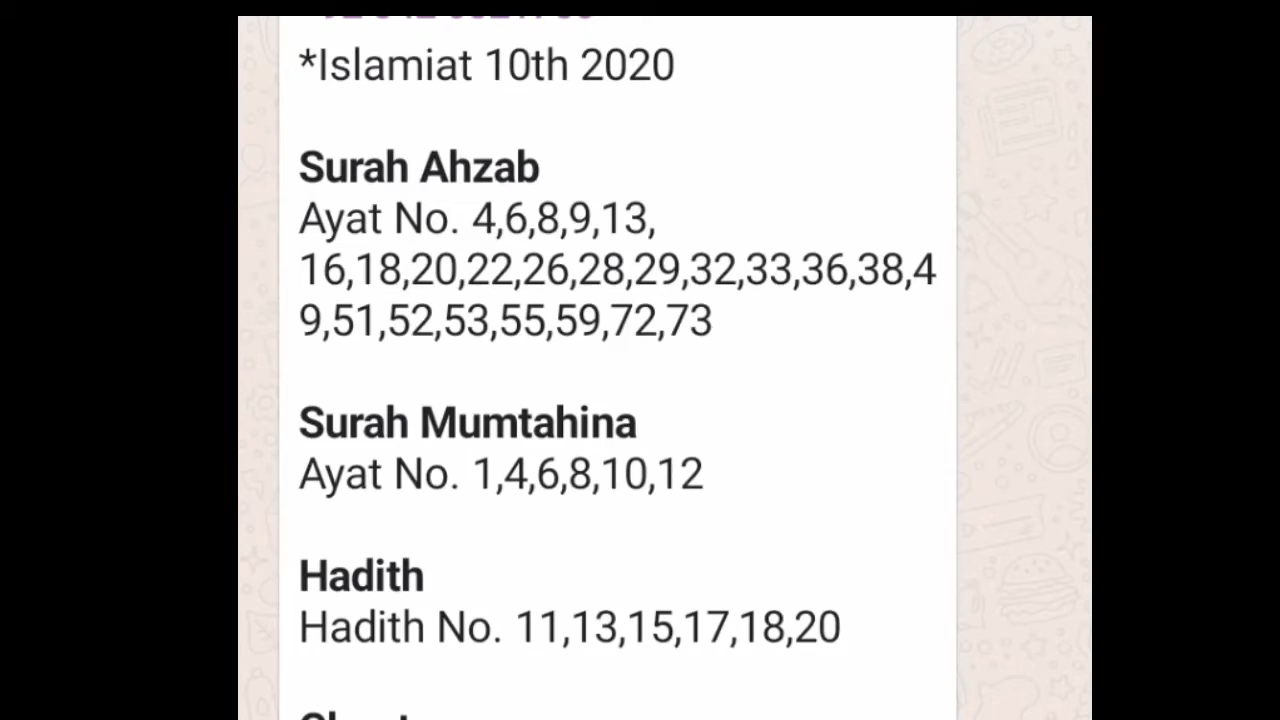 *Islamiat 10th 2020
Surah Ahzab
Ayat No. 4,6,8,9,13,
16,18,20,22,26,28,29,32,33,36,38,4
9,51,52,53,55,59,72,73
Surah Mumtahina
Ayat No. 1,4,6,8,10,12
Hadith
Hadith No. 11,13,15,17,18,20